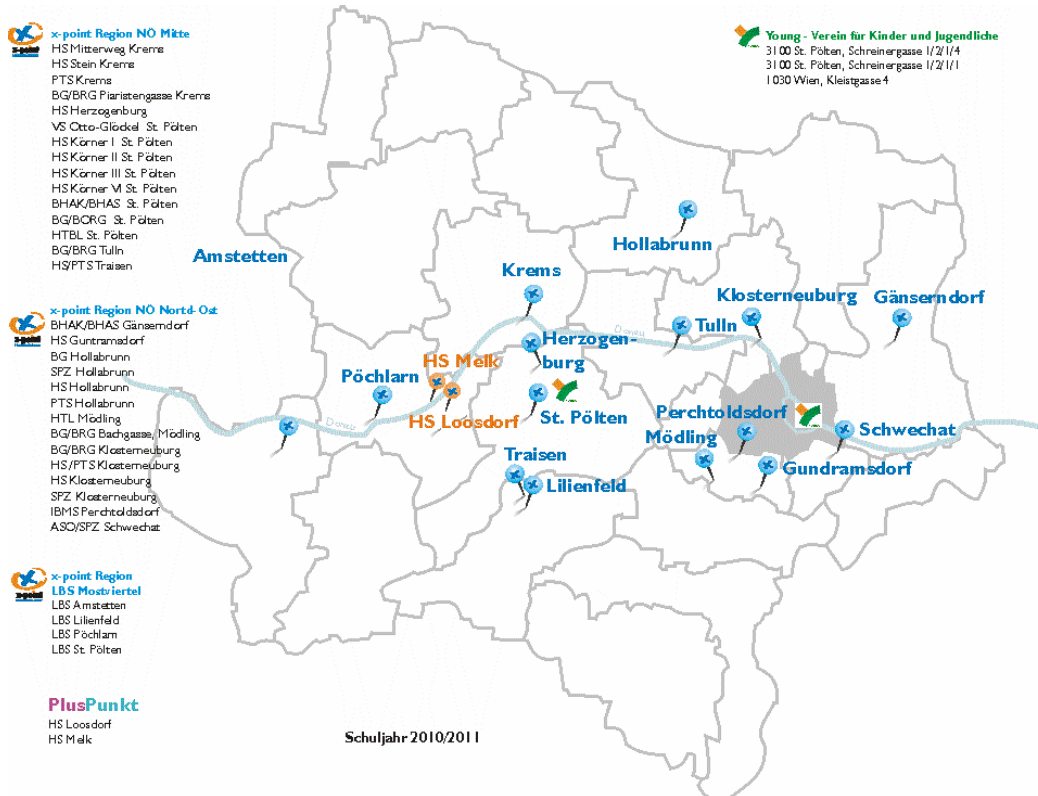 x-point Region NÖ Mitte
HS Mitterweg Krems
HS Stein Krems
PTS Krems
BG/BRG Piaristengasse Krems
HS Herzogenburg
VS Otto-Glöckel St. Pölten
HS Körner I St. Pölten
HS Körner II St. Pölten
HS Körner III St. Pölten
HS Körner VI St. Pölten
BHAK/BHAS St. Pölten
BG/BORG St. Pölten
HTBL St. Pölten
BG/BRG Tulln
HS/PTS Traisen
x-point
x-point Region NÖ Nortd-Ost
BHAK/BHAS Gänserndorf
HS Guntramsdorf
BG Hollabrunn
SPZ Hollabrunn
HS Hollabrunn
PTS Hollabrunn
HTL Mödling
BG/BRG Bachgasse, Mödling
BG/BRG Klosterneuburg
HS/PTS Klosterneuburg
HS Klosterneuburg
SPZ Klosterneuburg
IBMS Perchtoldsdorf
ASO/SPZ Schwechat
x-point
x-point Region
LBS Mostviertel
LBS Amstetten
LBS Lilienfeld
LBS Pöchlarn
LBS St. Pölten
x-point
PlusPunkt
HS Loosdorf
HS Melk
Young - Verein für Kinder und Jugendliche
3100 St. Pölten, Schreinergasse 1/2/1/4
3100 St. Pölten, Schreinergasse 1/2/1/1
1030 Wien, Kleistgasse 4
Hollabrunn
Amstetten
Krems
Klosterneuburg
Gänserndorf
Donau
Tulln
Herzogen-
burg
HS Melk
Pöchlarn
HS Loosdorf
Donau
St. Pölten
Perchtoldsdorf
Mödling
Schwechat
Gundramsdorf
Traisen
Lilienfeld
Schuljahr 2010/2011